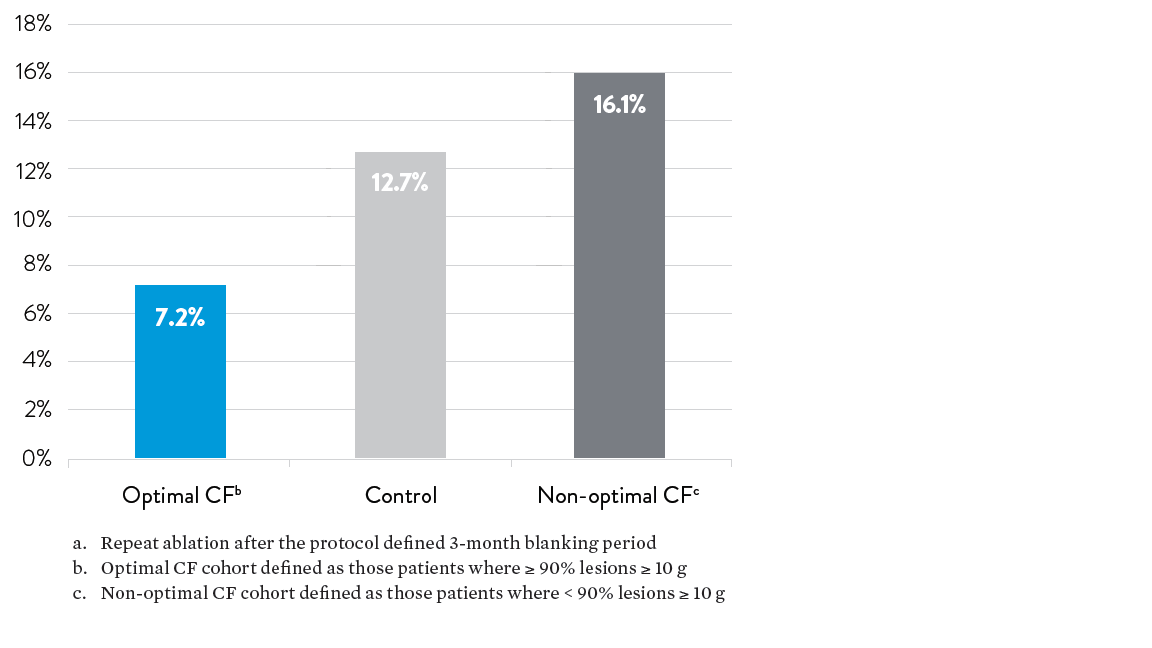 18%
16%
14%
12%
10%
8%
6%
4%
2%
0%
7.2%
12.7%
16.1%
Optimal CFᵇ
Control
Non-optimal CFᶜ
a. Repeat ablation after the protocol defined 3-month blanking period
b. Optimal CF cohort defined as those patients where ≥ 90% lesions ≥ 10 g
c. Non-optimal CF cohort defined as those patients where < 90% lesions ≥ 10 g